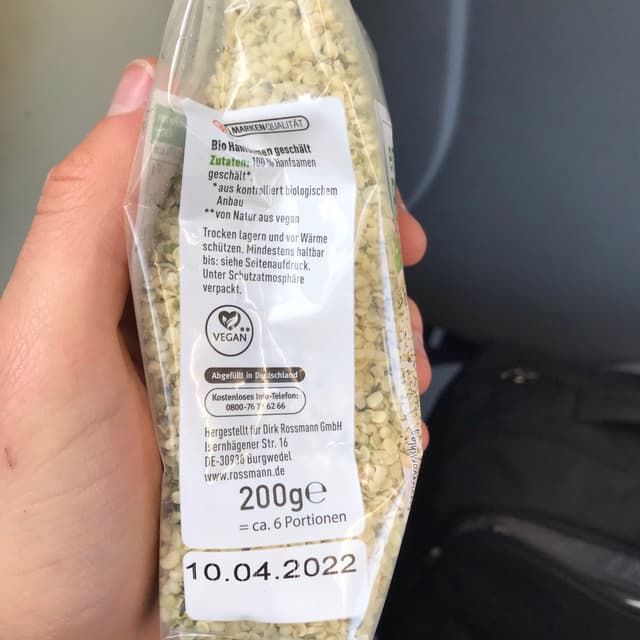 MARKENQUALITÄT
Bio Hanfsamen geschält
Zutaten: 100 % Hanfsamen
geschält*.
*aus kontrolliert biologischem
Anbau
**von Natur aus vegan
Trocken lagern und vor Wärme
schützen. Mindestens haltbar
bis: siehe Seitenaufdruck.
Unter Schutzatmosphäre
verpackt.
VEGAN**
Abgefüllt in Deutschland
Kostenloses Info-Telefon:
Hergestellt für Dirk Rossmann GmbH
Isernhägener Str. 16
DE-30938 Burgwedel
www.rossmann.de
200g℮
= ca. 6 Portionen
10.04.2022